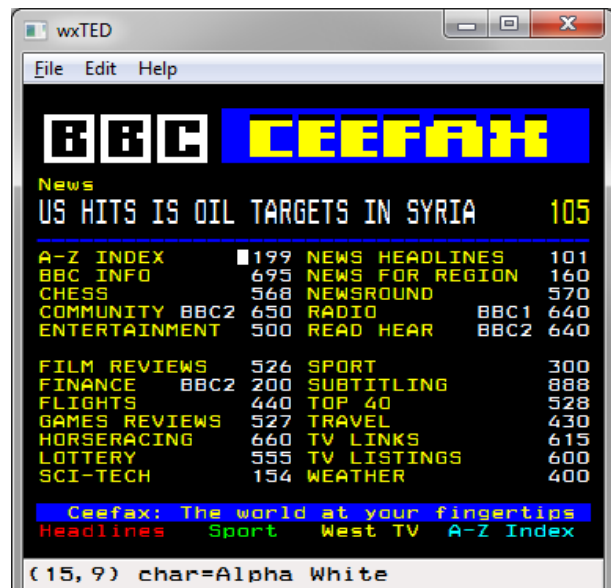 wxTED
File Edit Help
BBC CEEFAX
News
US HITS IS OIL TARGETS IN SYRIA 105
A-Z INDEX 199 NEWS HEADLINES 101
BBC INFO 695 NEWS FOR REGION 160
CHESS 568 NEWSROUND 570
COMMUNITY BBC2 650 RADIO BBC1 640
ENTERTAINMENT 500 READ HEAR BBC2 640
FILM REVIEWS 526 SPORT 300
FINANCE BBC2 200 SUBTITLING 888
FLIGHTS 440 TOP 40 528
GAMES REVIEWS 527 TRAVEL 430
HORSERACING 660 TV LINKS 615
LOTTERY 555 TV LISTINGS 600
SCI-TECH 154 WEATHER 400
Ceefax: The world at your fingertips
Headlines Sport West TV A-Z Index
(15,9) char=Alpha White